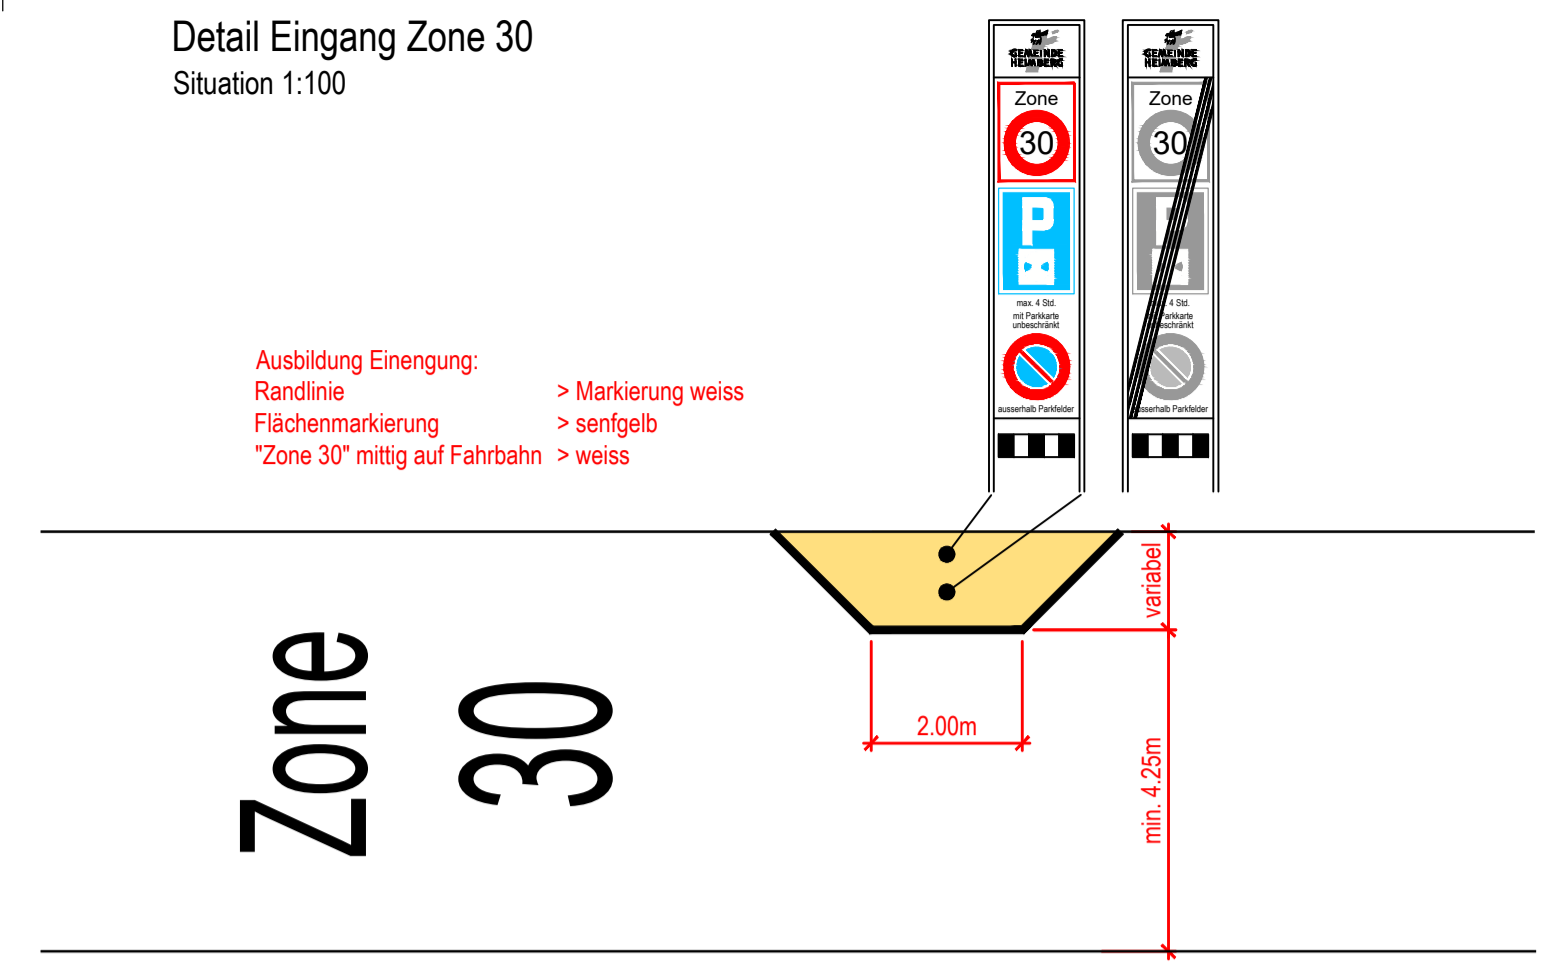 Detail Eingang Zone 30
Situation 1:100
GEMEINDE
HEIMBERG
Zone
30
P
max. 4 Std.
mit Parkkarte
unbeschränkt
ausserhalb Parkfelder
GEMEINDE
HEIMBERG
Zone
30
P
4 Std.
Parkkarte
ausserhalb Parkfelder
Ausbildung Einengung:
Randlinie > Markierung weiss
Flächenmarkierung > senfgelb
"Zone 30" mittig auf Fahrbahn > weiss
variabel
2.00m
min. 4.25m
Zone
30